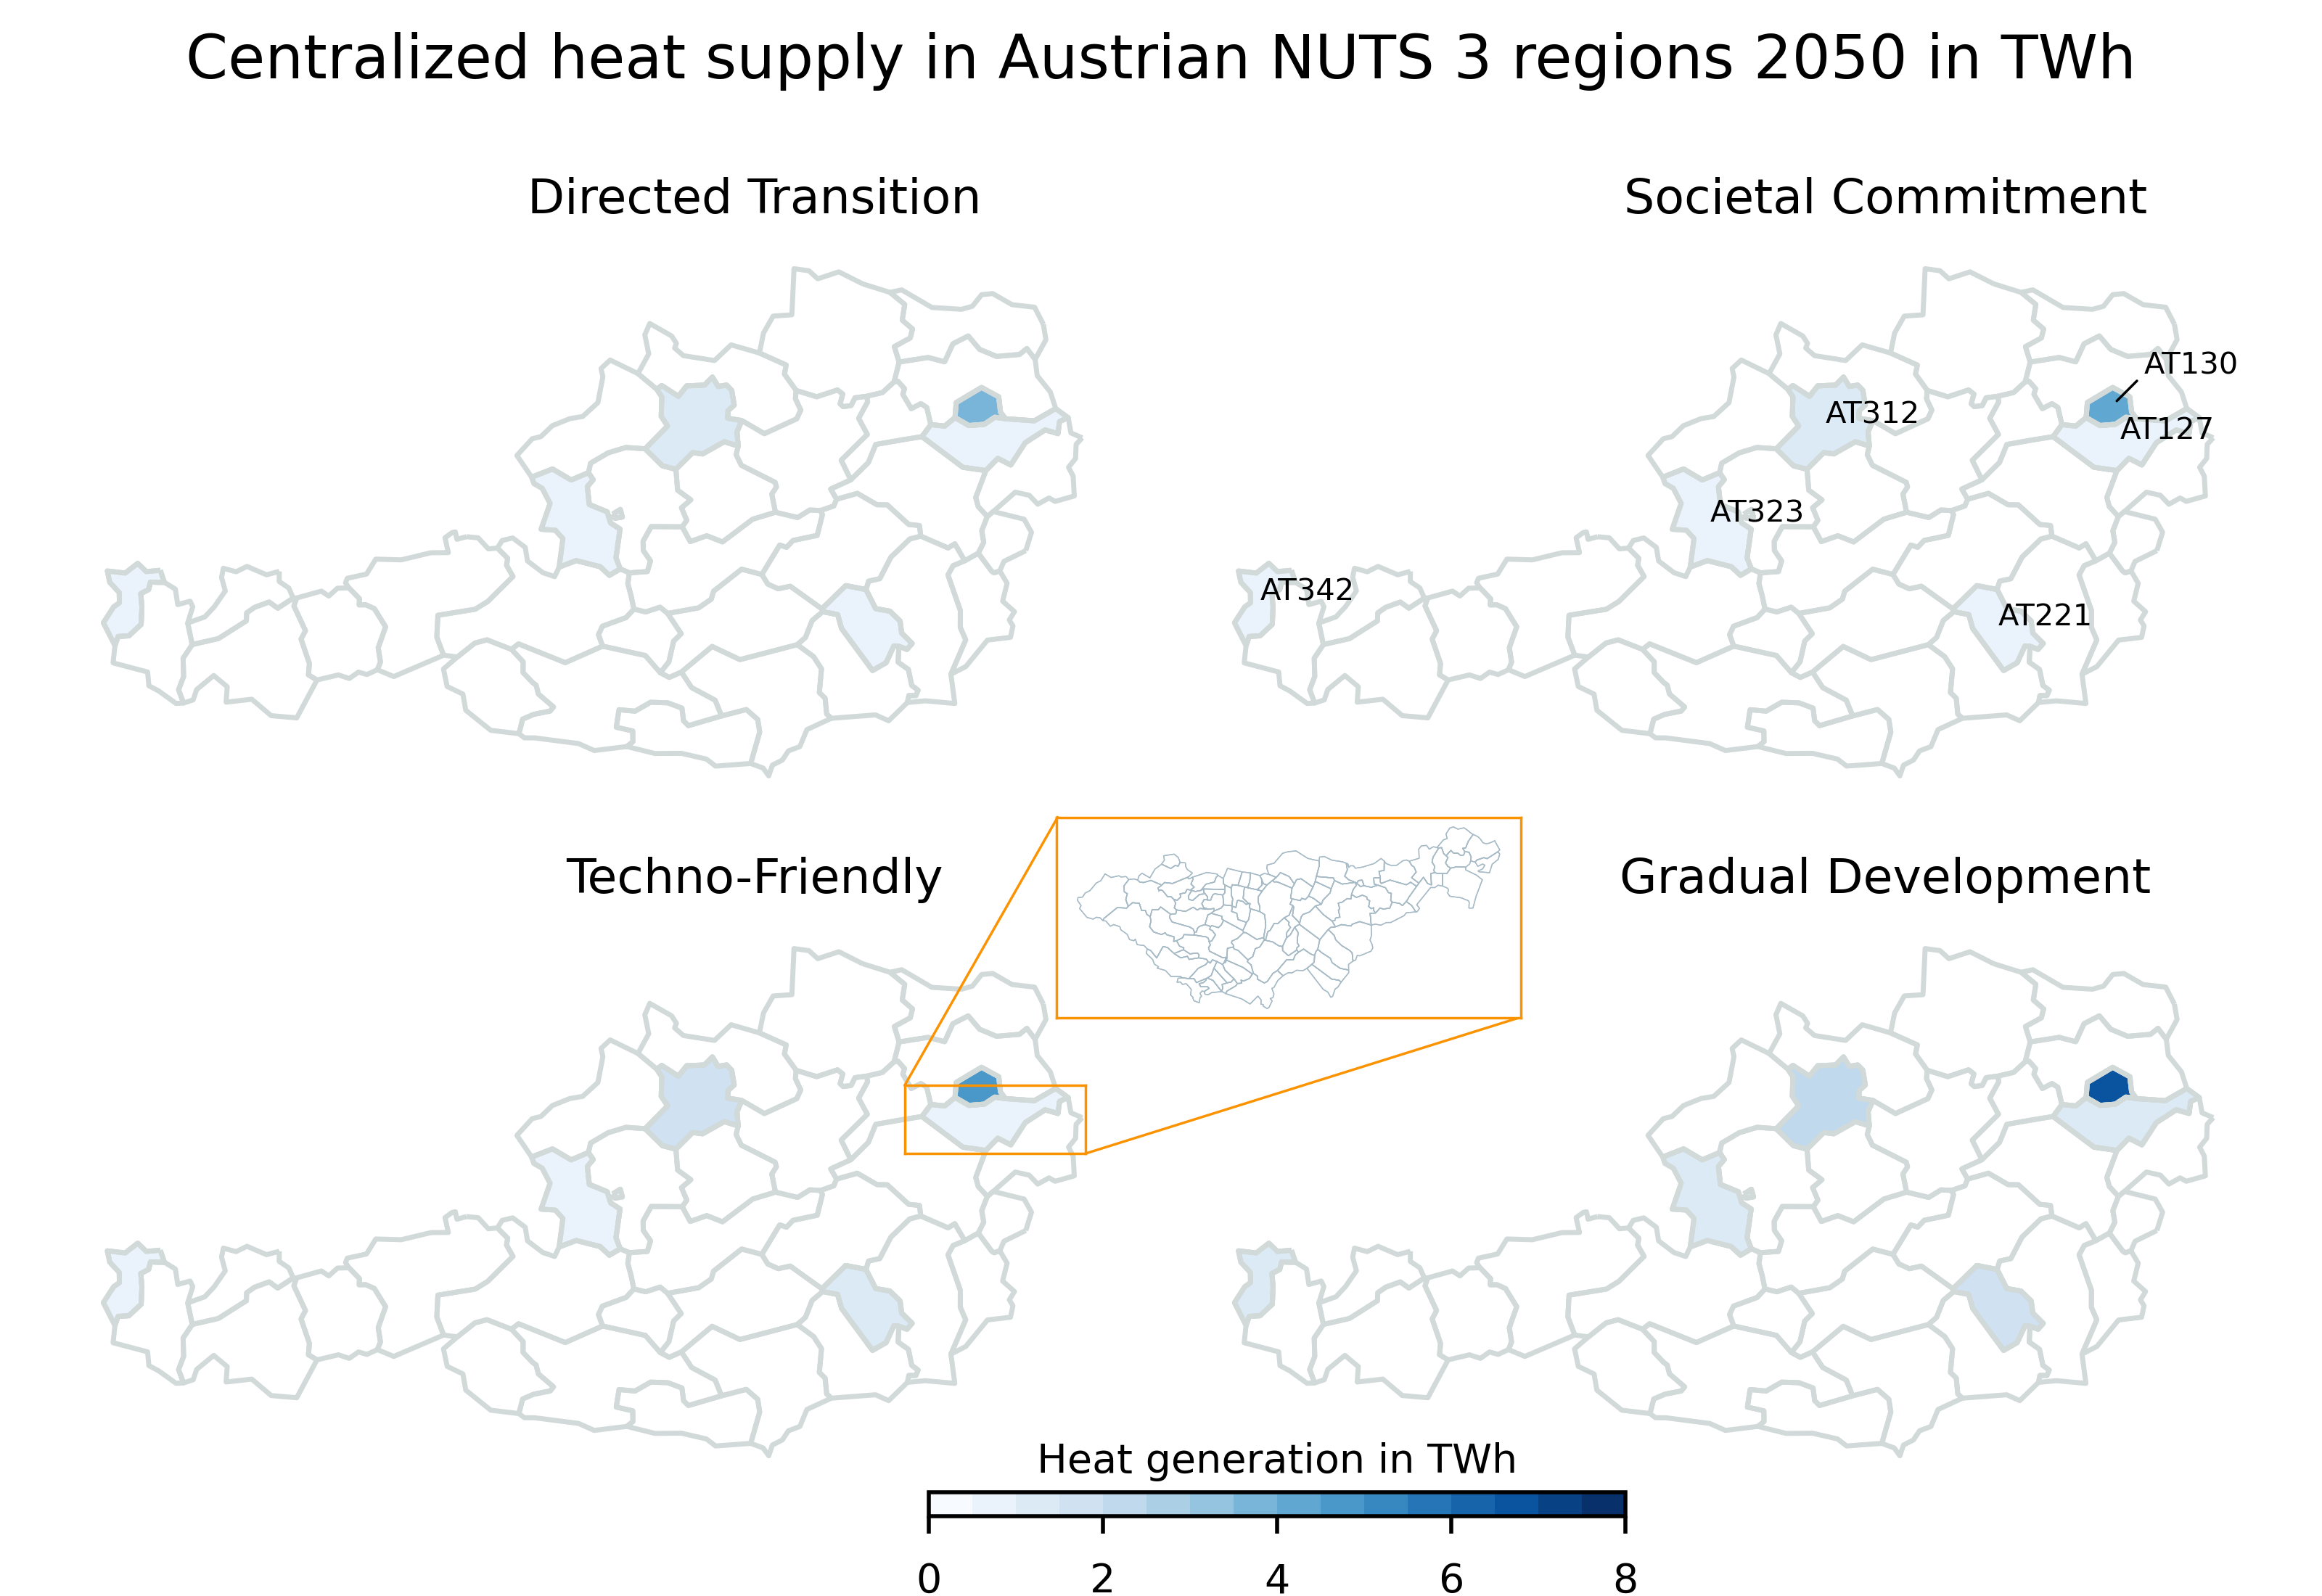 Centralized heat supply in Austrian NUTS 3 regions 2050 in TWh
Directed Transition
Societal Commitment
AT130
AT312
AT127
AT323
AT342
AT221
Techno-Friendly
Gradual Development
Heat generation in TWh
0 2 4 6 8